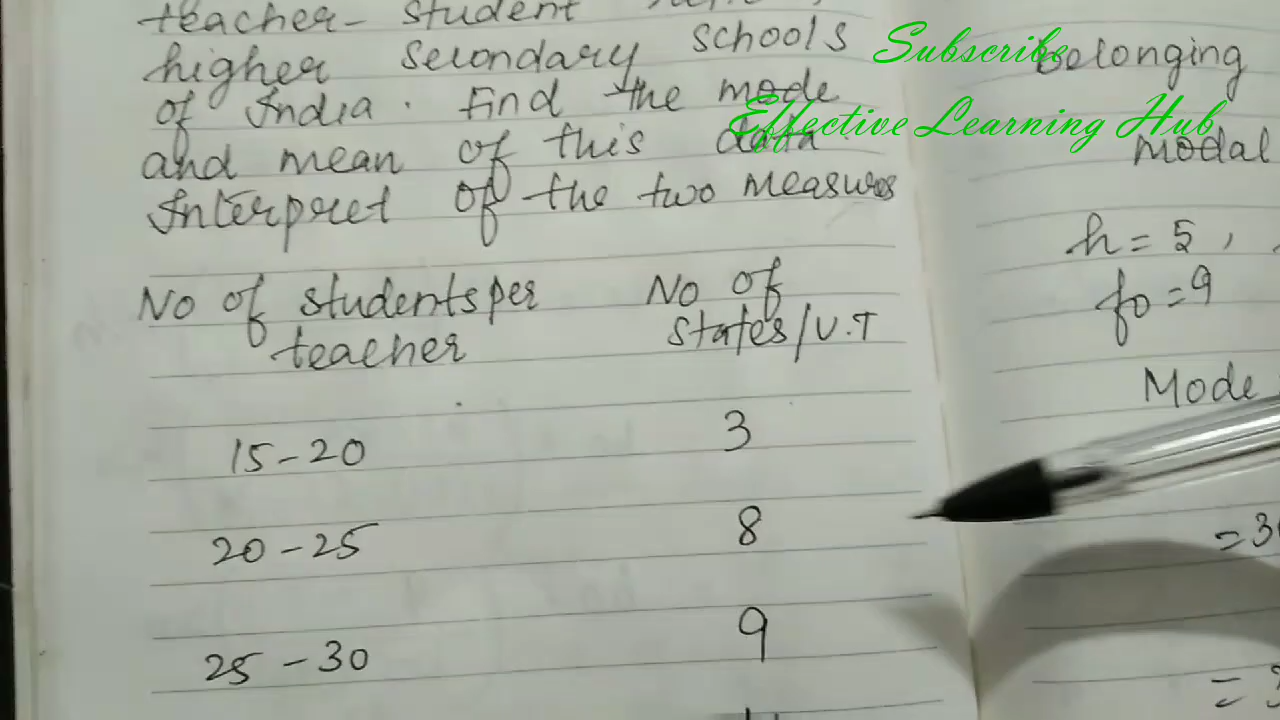 teacher - student
higher secondary schools
of India. Find the mode
and mean of this data
Interpret of the two measures
No of students per No of
teacher States/U.T
15-20 3
20-25 8
25-30 9
Subscribe
Effective Learning Hub
belonging
modal
h = 5 ,
f0 = 9
Mode
= 3
=